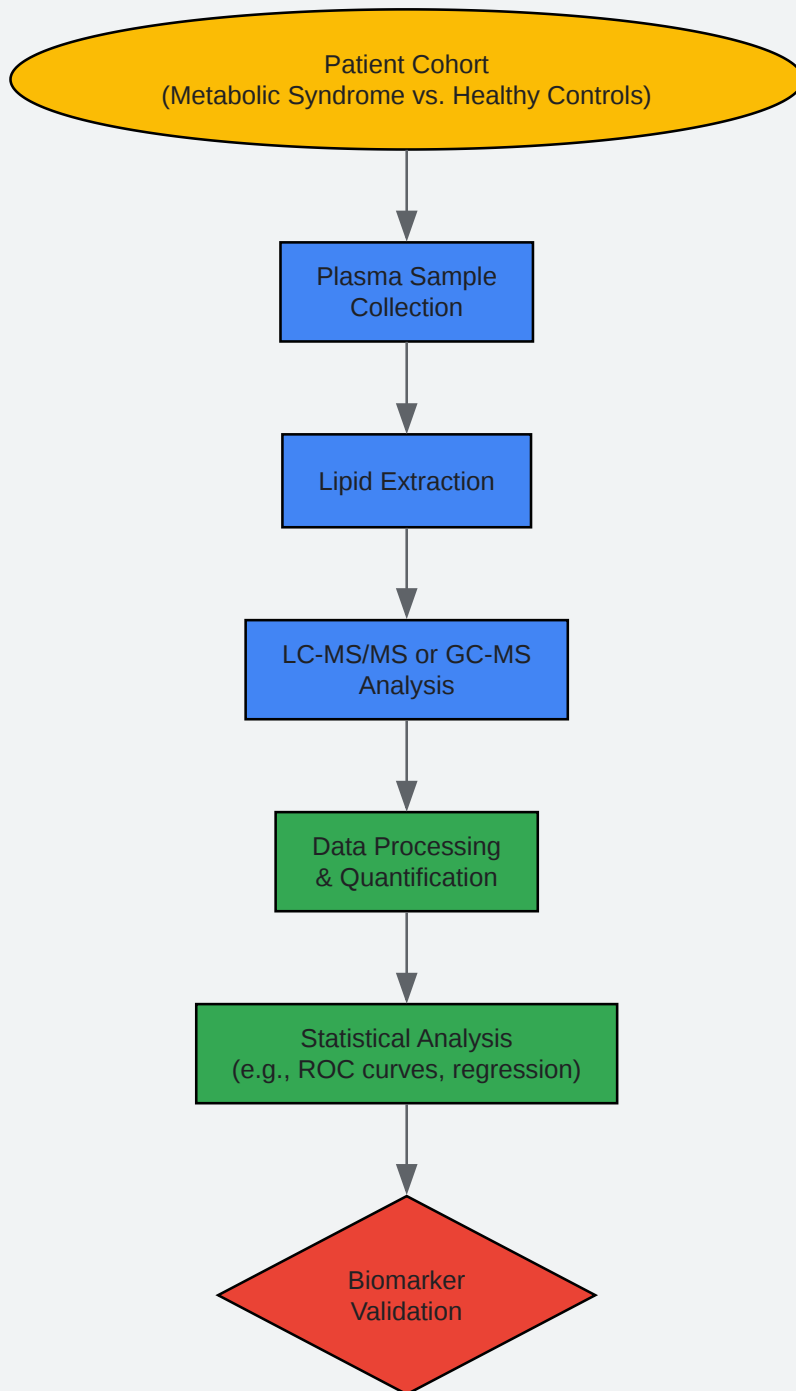 Patient Cohort
(Metabolic Syndrome vs. Healthy Controls)
Plasma Sample
Collection
Lipid Extraction
LC-MS/MS or GC-MS
Analysis
Data Processing
& Quantification
Statistical Analysis
(e.g., ROC curves, regression)
Biomarker
Validation